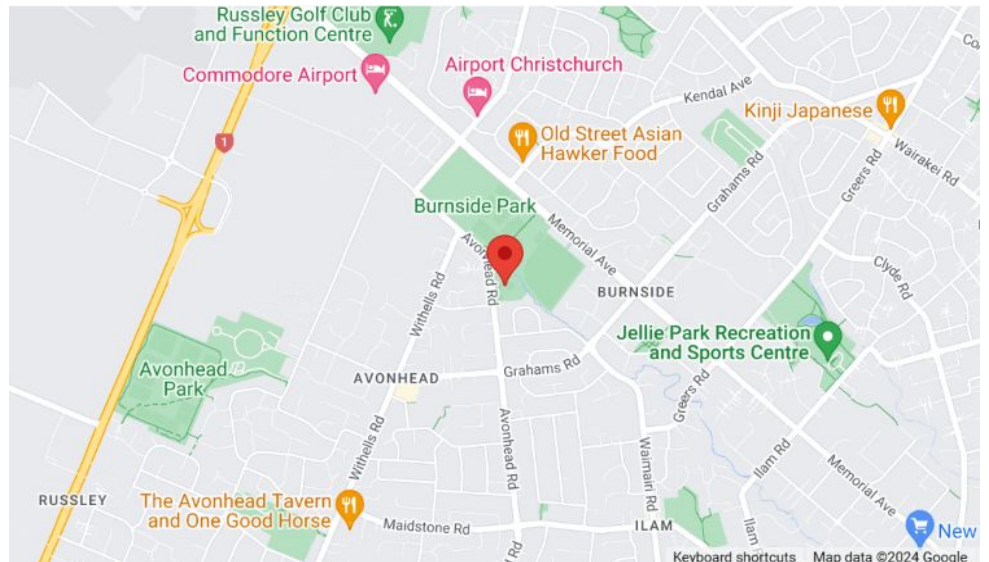 Russley Golf Club
and Function Centre
Commodore Airport
Airport Christchurch
Kendal Ave
Kinji Japanese
1
Old Street Asian
Hawker Food
Grahams Rd
Greers Rd
Wairakei Rd
Burnside Park
Memorial Ave
Avonhead Rd
Withells Rd
BURNSIDE
Clyde Rd
Jellie Park Recreation
and Sports Centre
Avonhead
Park
AVONHEAD
Grahams Rd
Greers Rd
Avonhead Rd
Waimairi Rd
Ilam Rd
Withells Rd
Memorial Ave
RUSSLEY
The Avonhead Tavern
and One Good Horse
Maidstone Rd
ILAM
Ilam
New
Keyboard shortcuts
Map data ©2024 Google